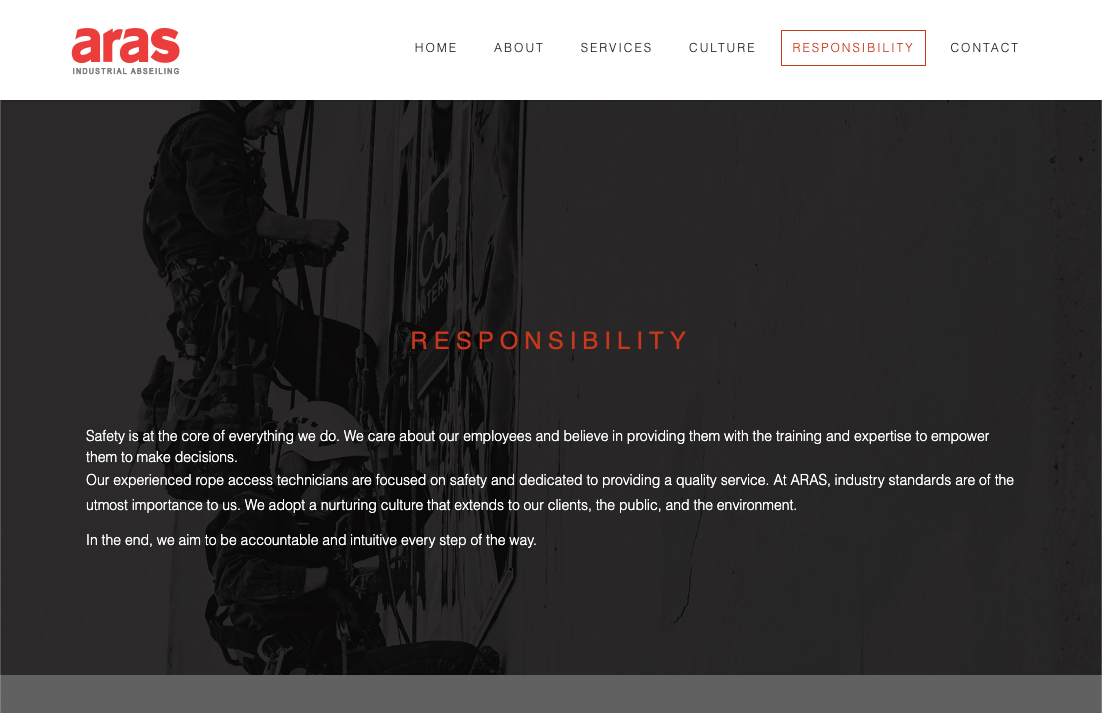 aras
INDUSTRIAL ABSEILING
HOME ABOUT SERVICES CULTURE RESPONSIBILITY CONTACT
Co
TERN
RESPONSIBILITY
Safety is at the core of everything we do. We care about our employees and believe in providing them with the training and expertise to empower
them to make decisions.
Our experienced rope access technicians are focused on safety and dedicated to providing a quality service. At ARAS, industry standards are of the
utmost importance to us. We adopt a nurturing culture that extends to our clients, the public, and the environment.
In the end, we aim to be accountable and intuitive every step of the way.